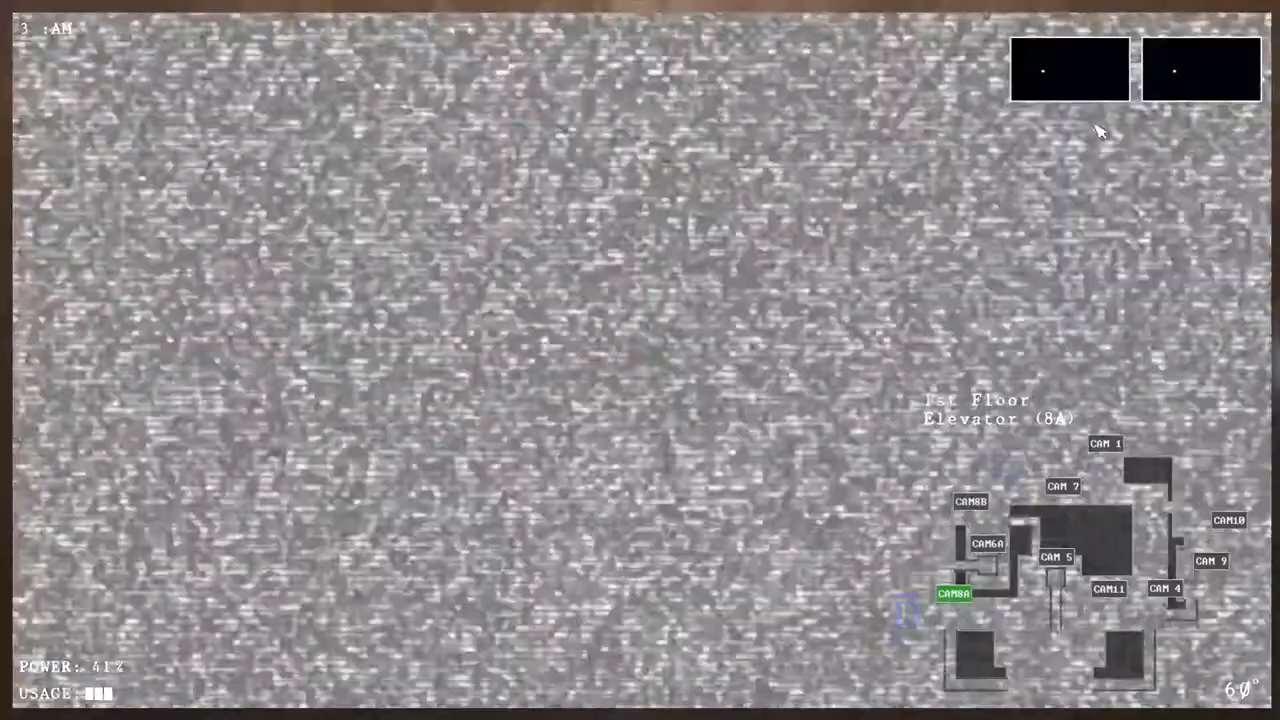 3 :AM
1st Floor
Elevator (8A)
CAM 1
CAM 7
CAM8B
CAM10
CAM6A
CAM 5
CAM 9
CAM8A
CAM11
CAM 4
POWER: 41%
USAGE:
60°